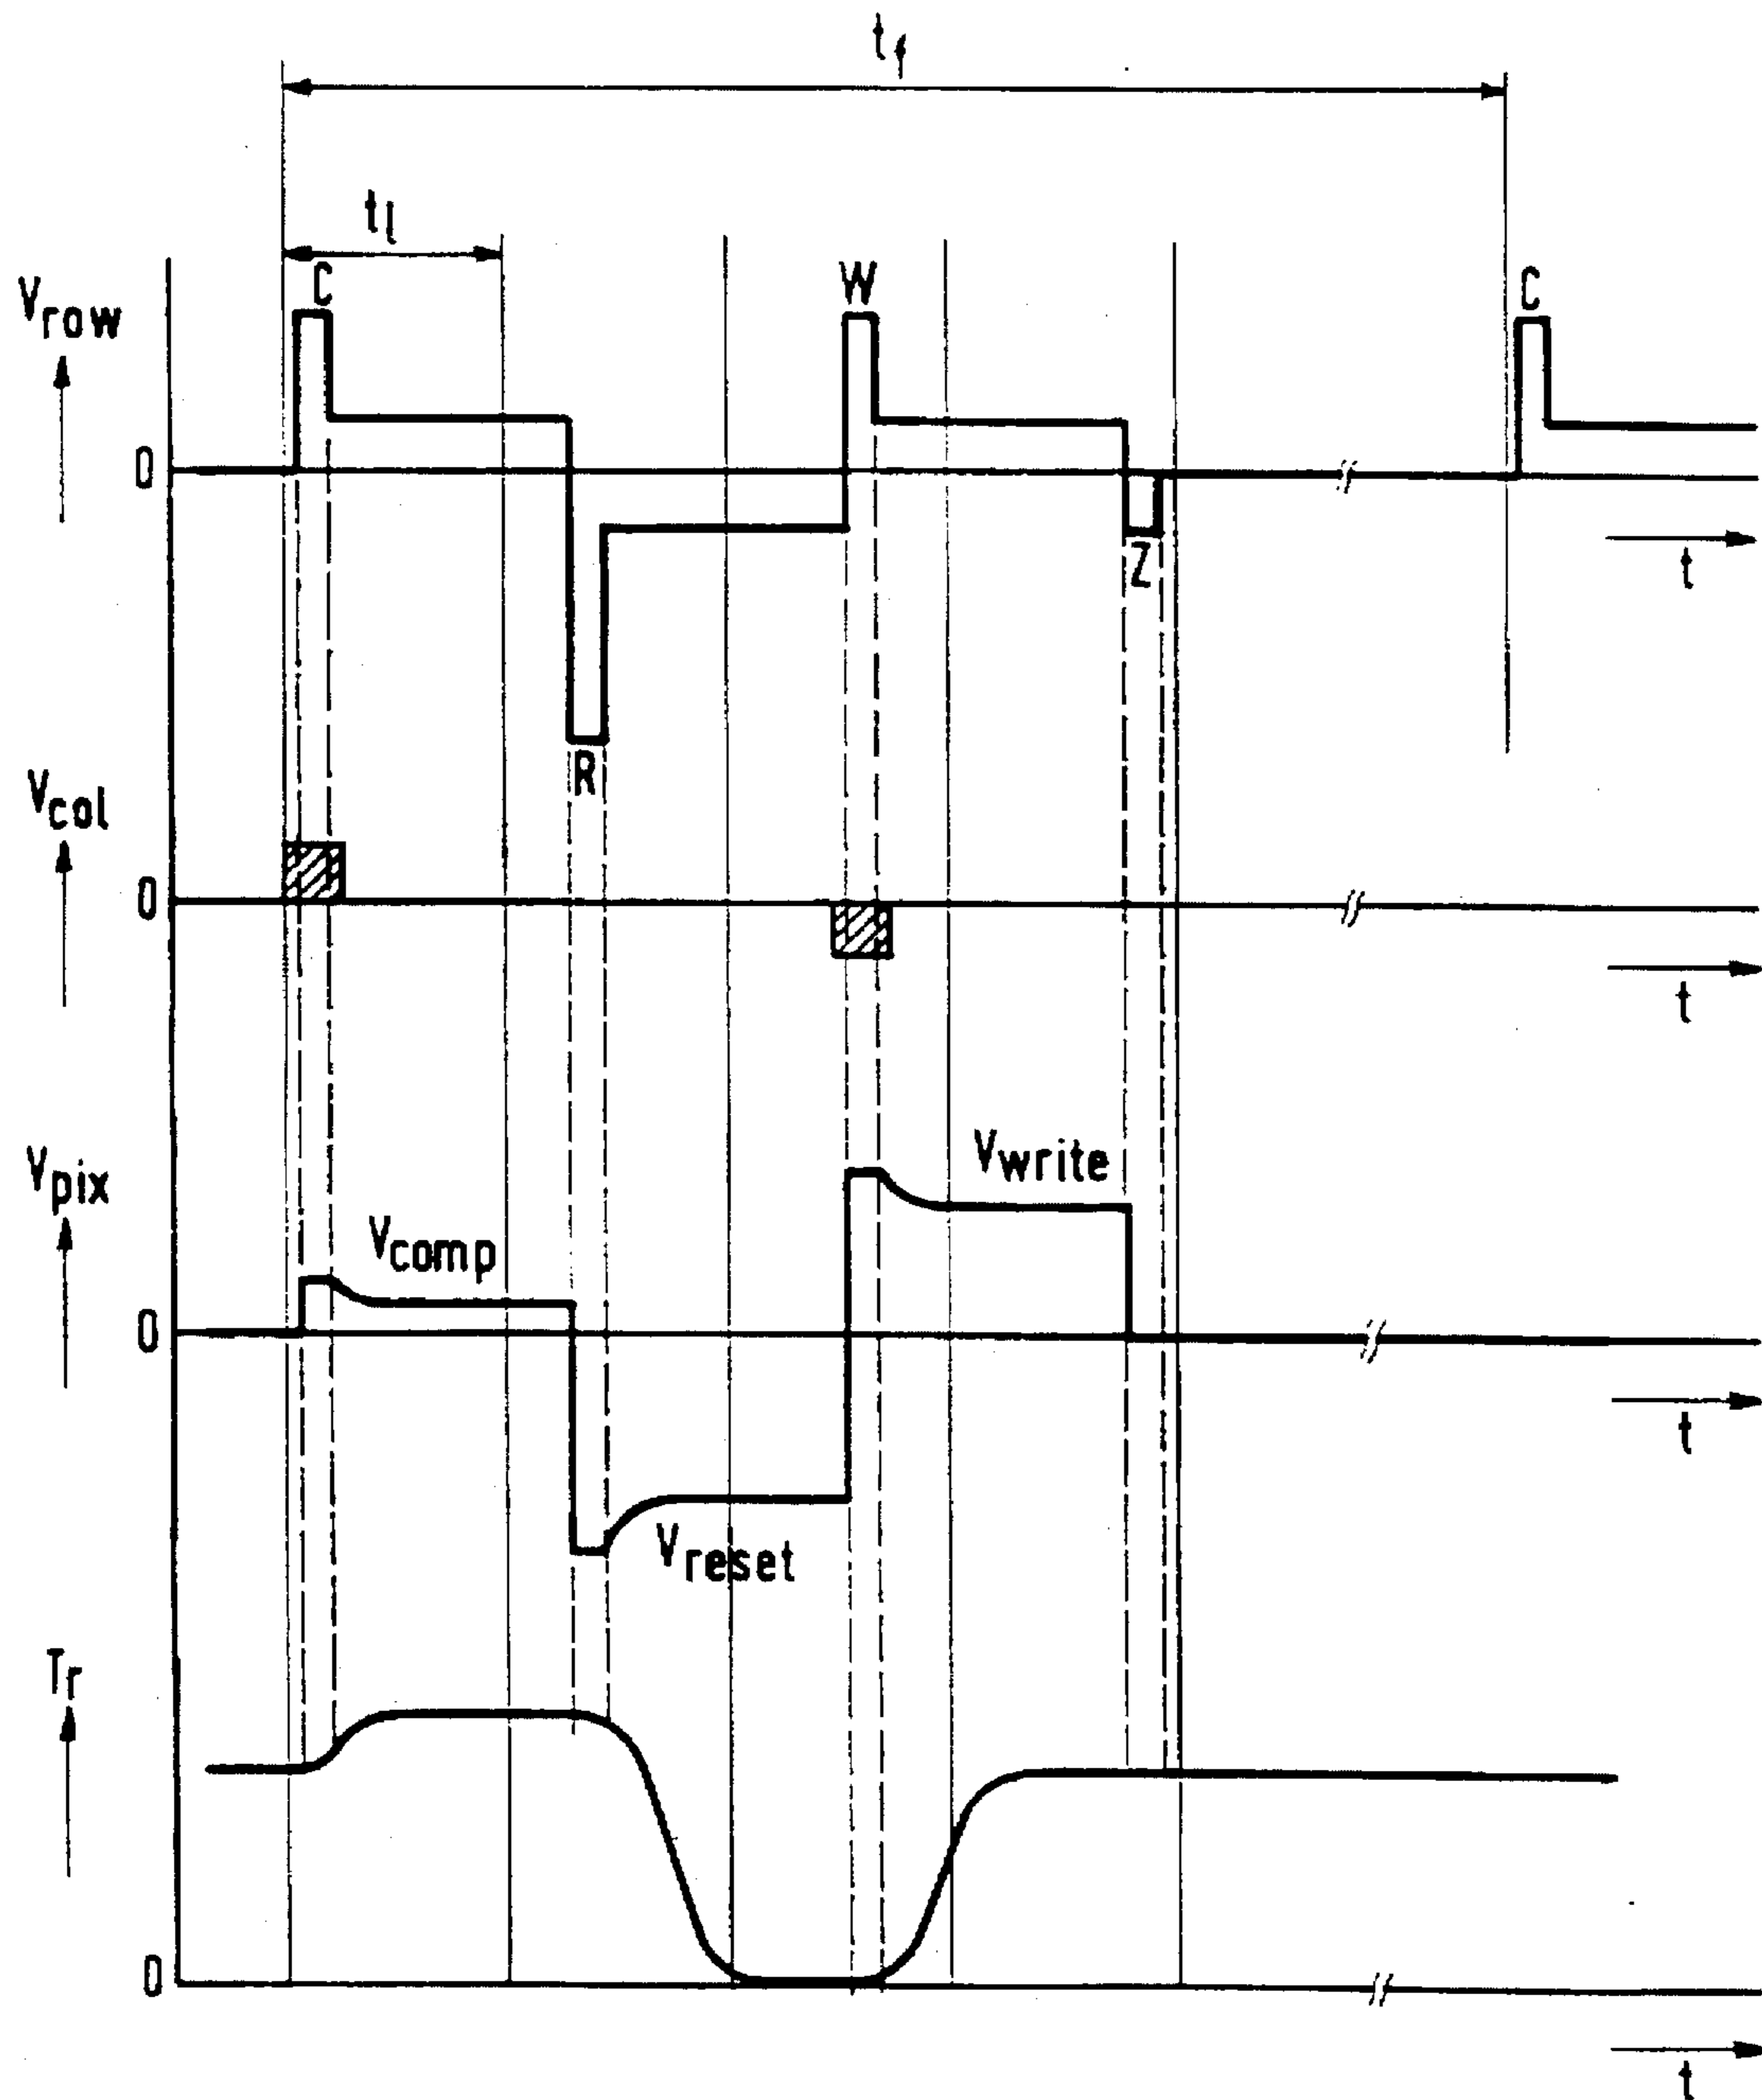 t_f
t_l
C W C
V_row
0
Z
t
R
V_col
0
t
V_write
V_pix
V_comp
0
t
V_reset
T_r
0
t